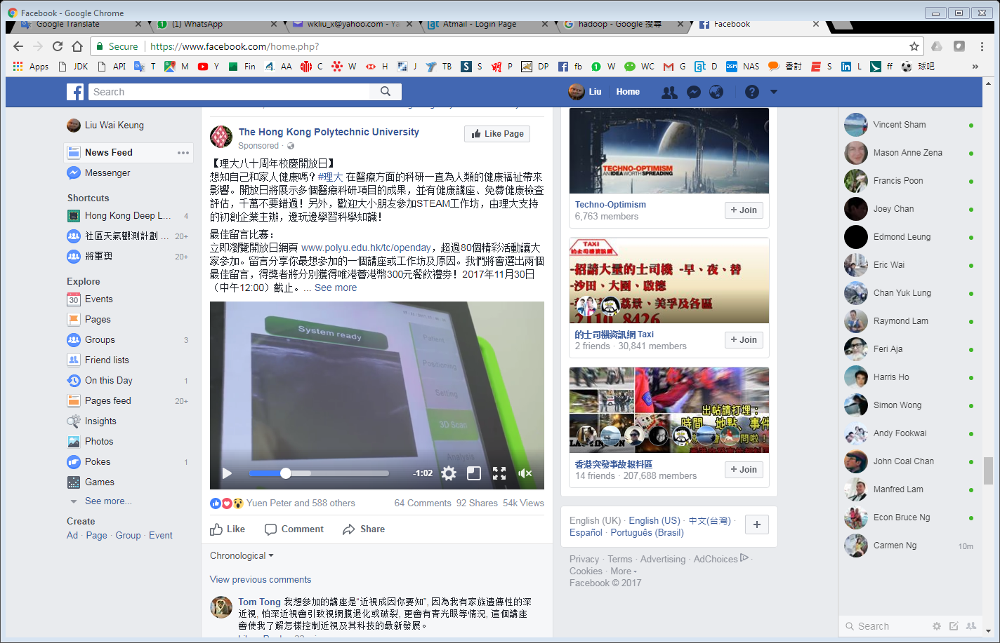 Facebook - Google Chrome
Google Translate
(1) WhatsApp
wkliu_x@yahoo.com - Ya
Atmail - Login Page
hadoop - Google 搜尋
Facebook
Secure
https://www.facebook.com/home.php?
Apps JDK API T M Y Fin AA C W H J TB S P DP fb W WC G D NAS 香討 S L ff 球吧 »
Search
Liu Home
Liu Wai Keung
News Feed
Messenger
Shortcuts
Hong Kong Deep L... 4
社區天氣觀測計劃 ... 20+
將軍澳 20+
Explore
30 Events
Pages
Groups 3
Friend lists
On this Day 1
Pages feed 20+
Insights
Photos
Pokes 1
Games
See more...
Create
Ad · Page · Group · Event
The Hong Kong Polytechnic University
Like Page
Sponsored ·
【理大八十周年校慶開放日】
想知自己和家人健康嗎？#理大 在醫療方面的科研一直為人類的健康福祉帶來
影響。開放日將展示多個醫療科研項目的成果，並有健康講座、免費健康檢查
評估，千萬不要錯過！另外，歡迎大小朋友參加STEAM工作坊，由理大支持
的初創企業主辦，邊玩邊學習科學知識！
最佳留言比賽：
立即瀏覽開放日網頁 www.polyu.edu.hk/tc/openday，超過80個精彩活動讓大
家參加。留言分享你最想參加的一個講座或工作坊及原因。我們將會選出兩個
最佳留言，得獎者將分別獲得唯港薈港幣300元餐飲禮券！2017年11月30日
（中午12:00）截止。... See more
System ready
Patient
Positioning
Setting
3D Scan
Analysis
-1:02
Yuen Peter and 588 others
64 Comments 92 Shares 54k Views
Like Comment Share
Chronological
View previous comments
Tom Tong 我想參加的講座是“近視成因你要知”, 因為我有家族遺傳性的深
近視, 怕深近視會引致視網膜退化或破裂, 更會有青光眼等情況, 這個講座
會使我了解怎樣控制近視及其科技的最新發展。
TECHNO-OPTIMISM
AN IDEA WORTH SPREADING
Techno-Optimism
6,763 members
+ Join
TAXI
的士司機資訊網
-招請大量的士司機 -早、夜、替
-沙田、大圍、啟德
荔景、美孚及各區
8426
的士司機資訊網 Taxi
2 friends · 30,841 members
+ Join
出帖請打埋：
時間、地點、事件
香港突發事故報料區
14 friends · 207,688 members
+ Join
English (UK) · English (US) · 中文(台灣) ·
Español · Português (Brasil)
+
Privacy · Terms · Advertising · AdChoices ·
Cookies · More
Facebook © 2017
Vincent Sham
Mason Anne Zena
Francis Poon
Joey Chan
Edmond Leung
Eric Wai
Chan Yuk Lung
Raymond Lam
Feri Aja
Harris Ho
Simon Wong
Andy Fookwai
John Coal Chan
Manfred Lam
Econ Bruce Ng
Carmen Ng 10m
Search